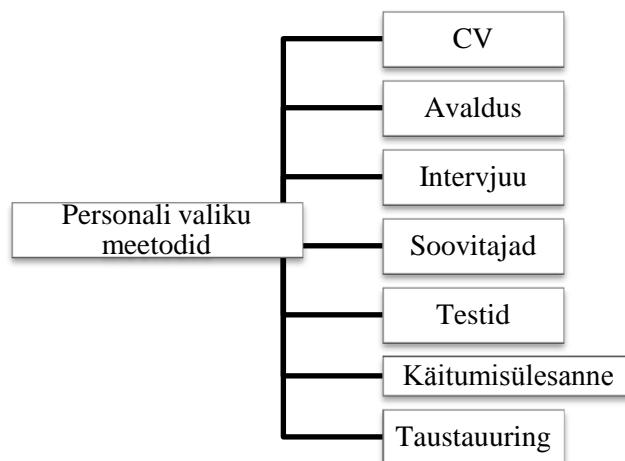 Personali valiku
meetodid
CV
Avaldus
Intervjuu
Soovitajad
Testid
Käitumisülesanne
Taustauuring